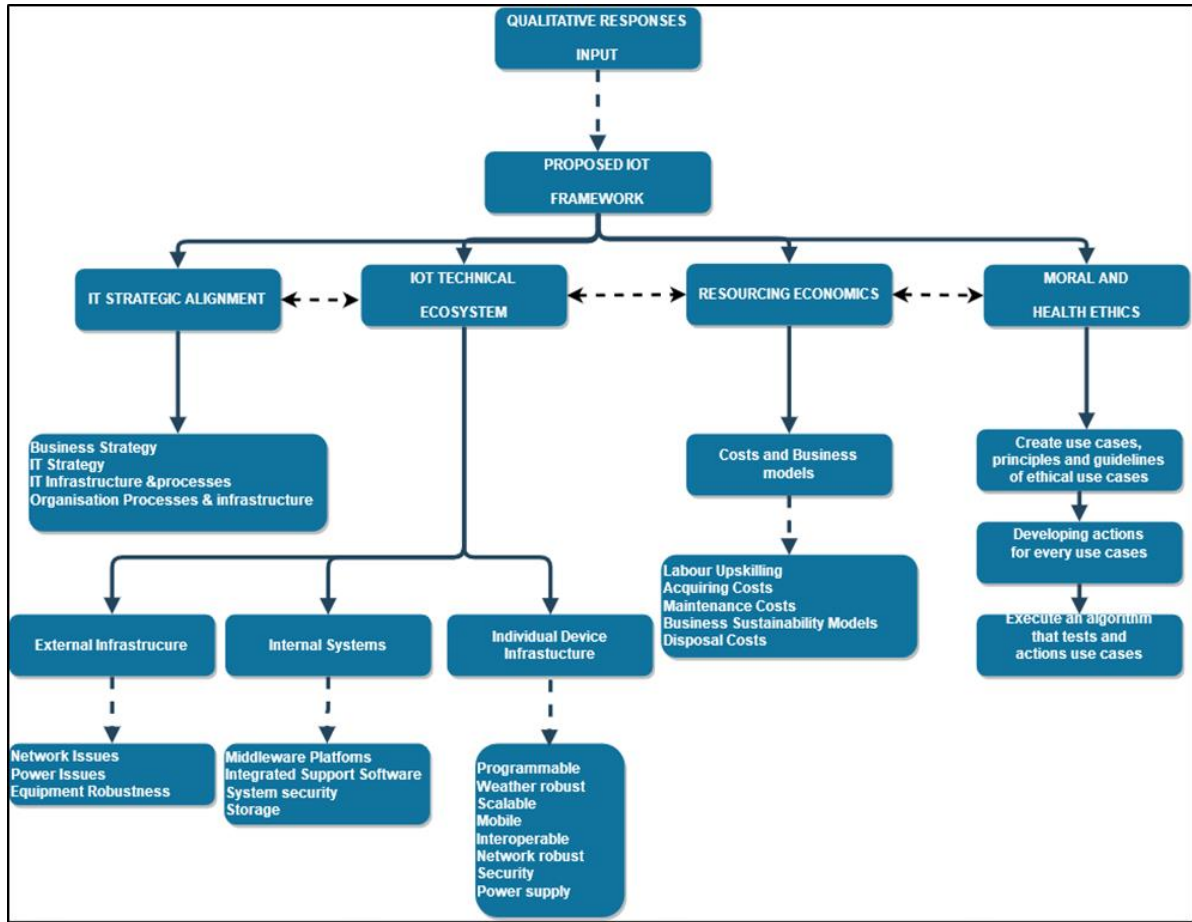 QUALITATIVE RESPONSES
INPUT
PROPOSED IOT
FRAMEWORK
IT STRATEGIC ALIGNMENT
IOT TECHNICAL
ECOSYSTEM
RESOURCING ECONOMICS
MORAL AND
HEALTH ETHICS
Business Strategy
IT Strategy
IT Infrastructure &processes
Organisation Processes & infrastructure
Costs and Business
models
Create use cases,
principles and guidelines
of ethical use cases
Developing actions
for every use cases
Labour Upskilling
Acquiring Costs
Maintenance Costs
Business Sustainability Models
Disposal Costs
Execute an algorithm
that tests and
actions use cases
External Infrastrucure
Internal Systems
Individual Device
Infrastucture
Network Issues
Power Issues
Equipment Robustness
Middleware Platfoms
Integrated Support Software
System security
Storage
Programmable
Weather robust
Scalable
Mobile
Interoperable
Network robust
Security
Power supply